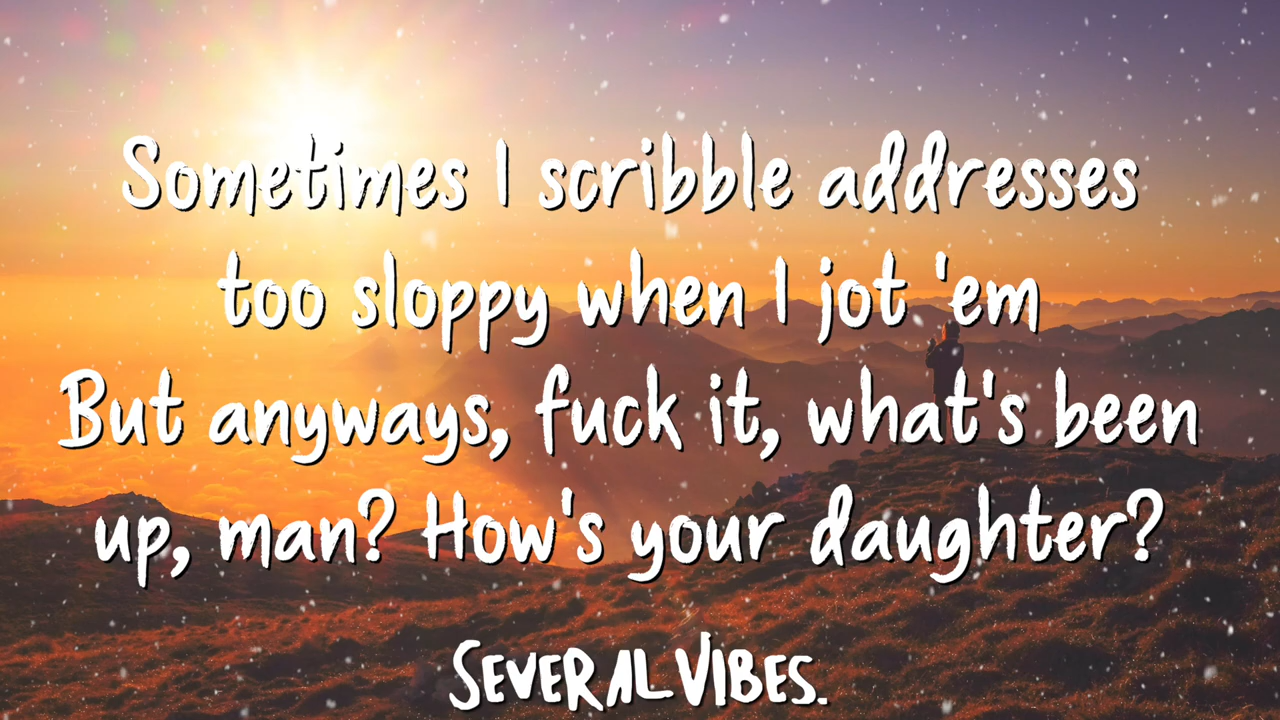 Sometimes I scribble addresses
too sloppy when I jot 'em
But anyways, fuck it, what's been
up, man? How's your daughter?
SEVERAL VIBES.